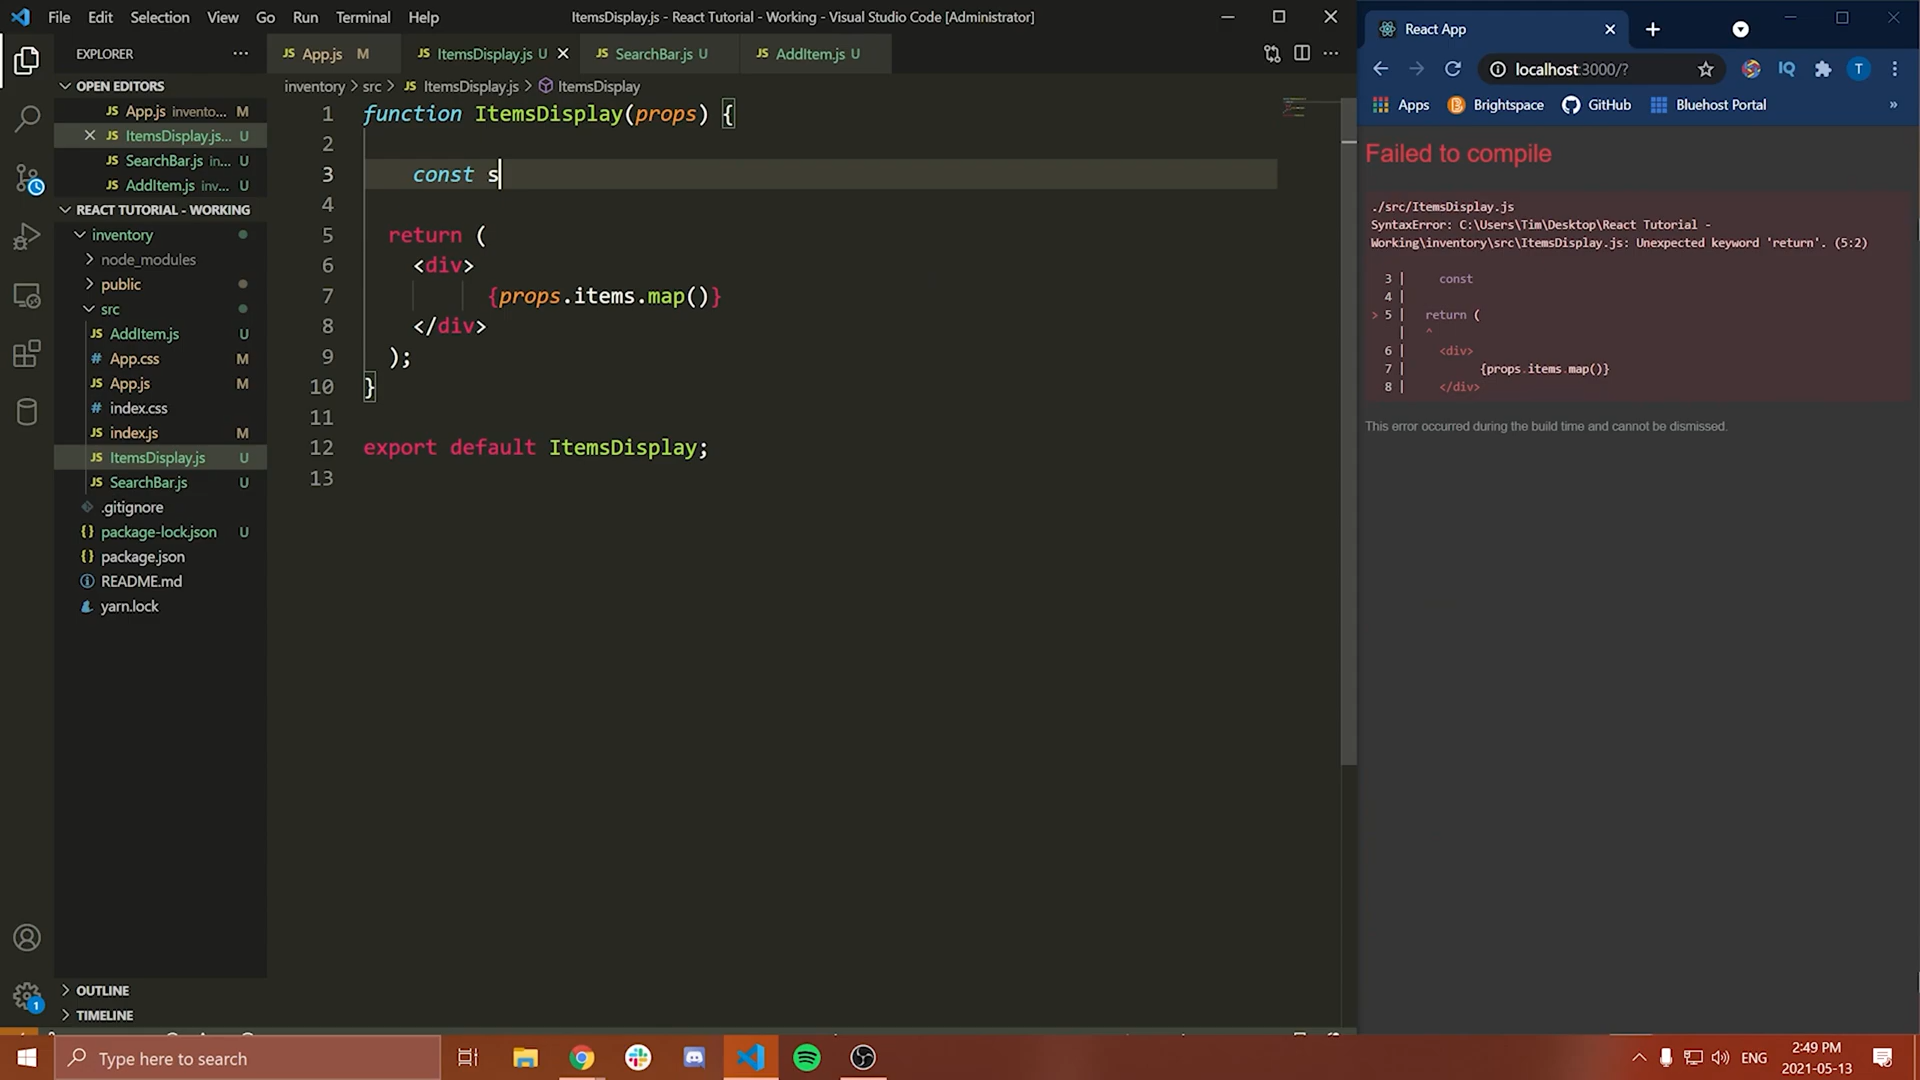 File Edit Selection View Go Run Terminal Help
ItemsDisplay.js - React Tutorial - Working - Visual Studio Code [Administrator]
EXPLORER
OPEN EDITORS
App.js invento... M
ItemsDisplay.js... U
SearchBar.js in... U
AddItem.js inv... U
REACT TUTORIAL - WORKING
inventory
node_modules
public
src
AddItem.js U
App.css M
App.js M
index.css
index.js M
ItemsDisplay.js U
SearchBar.js U
.gitignore
package-lock.json U
package.json
README.md
yarn.lock
OUTLINE
TIMELINE
1
JS App.js M
JS ItemsDisplay.js U
JS SearchBar.js U
JS AddItem.js U
inventory > src > JS ItemsDisplay.js > ItemsDisplay
1 function ItemsDisplay(props) {
2
3 const s
4
5 return (
6 <div>
7 {props.items.map()}
8 </div>
9 );
10 }
11
12 export default ItemsDisplay;
13
React App
localhost:3000/?
T
Apps Brightspace GitHub Bluehost Portal »
Failed to compile
./src/ItemsDisplay.js
SyntaxError: C:\Users\Tim\Desktop\React Tutorial -
Working\inventory\src\ItemsDisplay.js: Unexpected keyword 'return'. (5:2)
3 | const
4 |
> 5 | return (
| ^
6 | <div>
7 | {props.items.map()}
8 | </div>
This error occurred during the build time and cannot be dismissed.
Type here to search
ENG
2:49 PM
2021-05-13